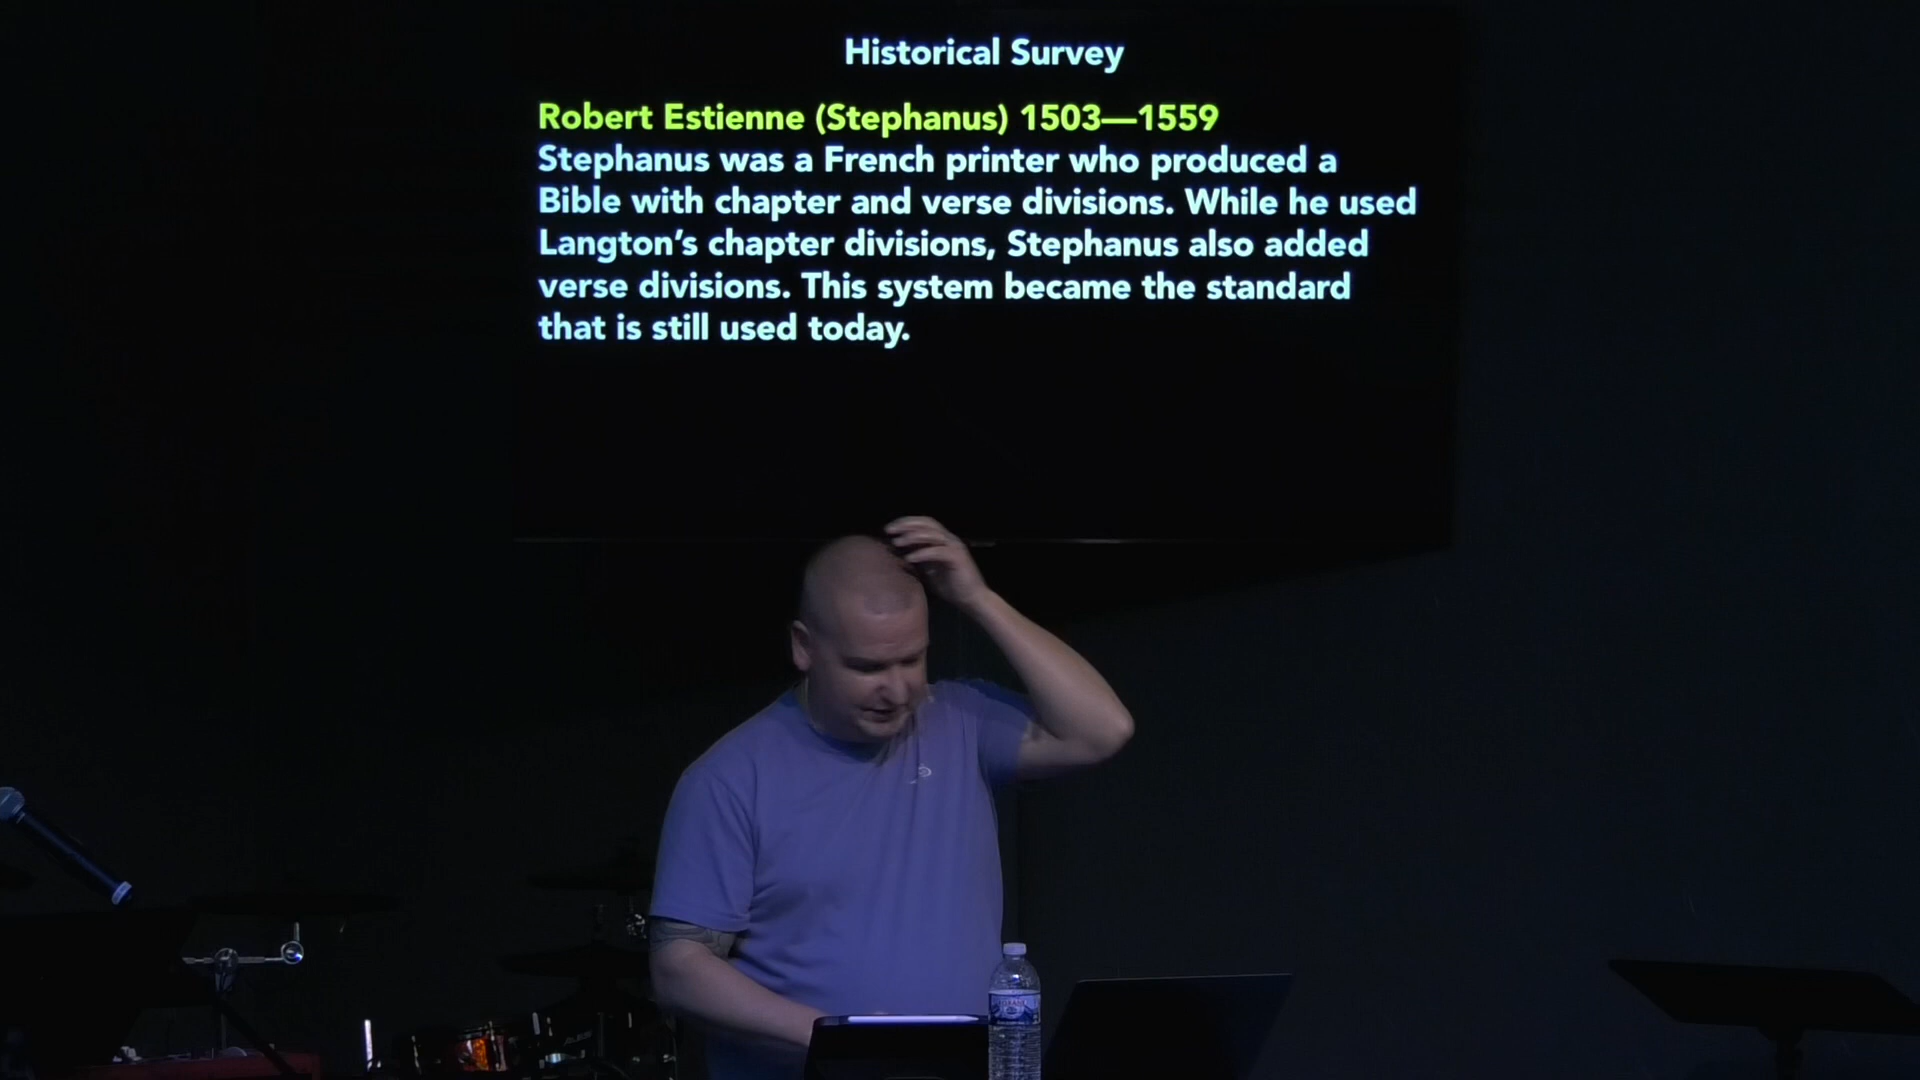 Historical Survey
Robert Estienne (Stephanus) 1503—1559
Stephanus was a French printer who produced a
Bible with chapter and verse divisions. While he used
Langton’s chapter divisions, Stephanus also added
verse divisions. This system became the standard
that is still used today.